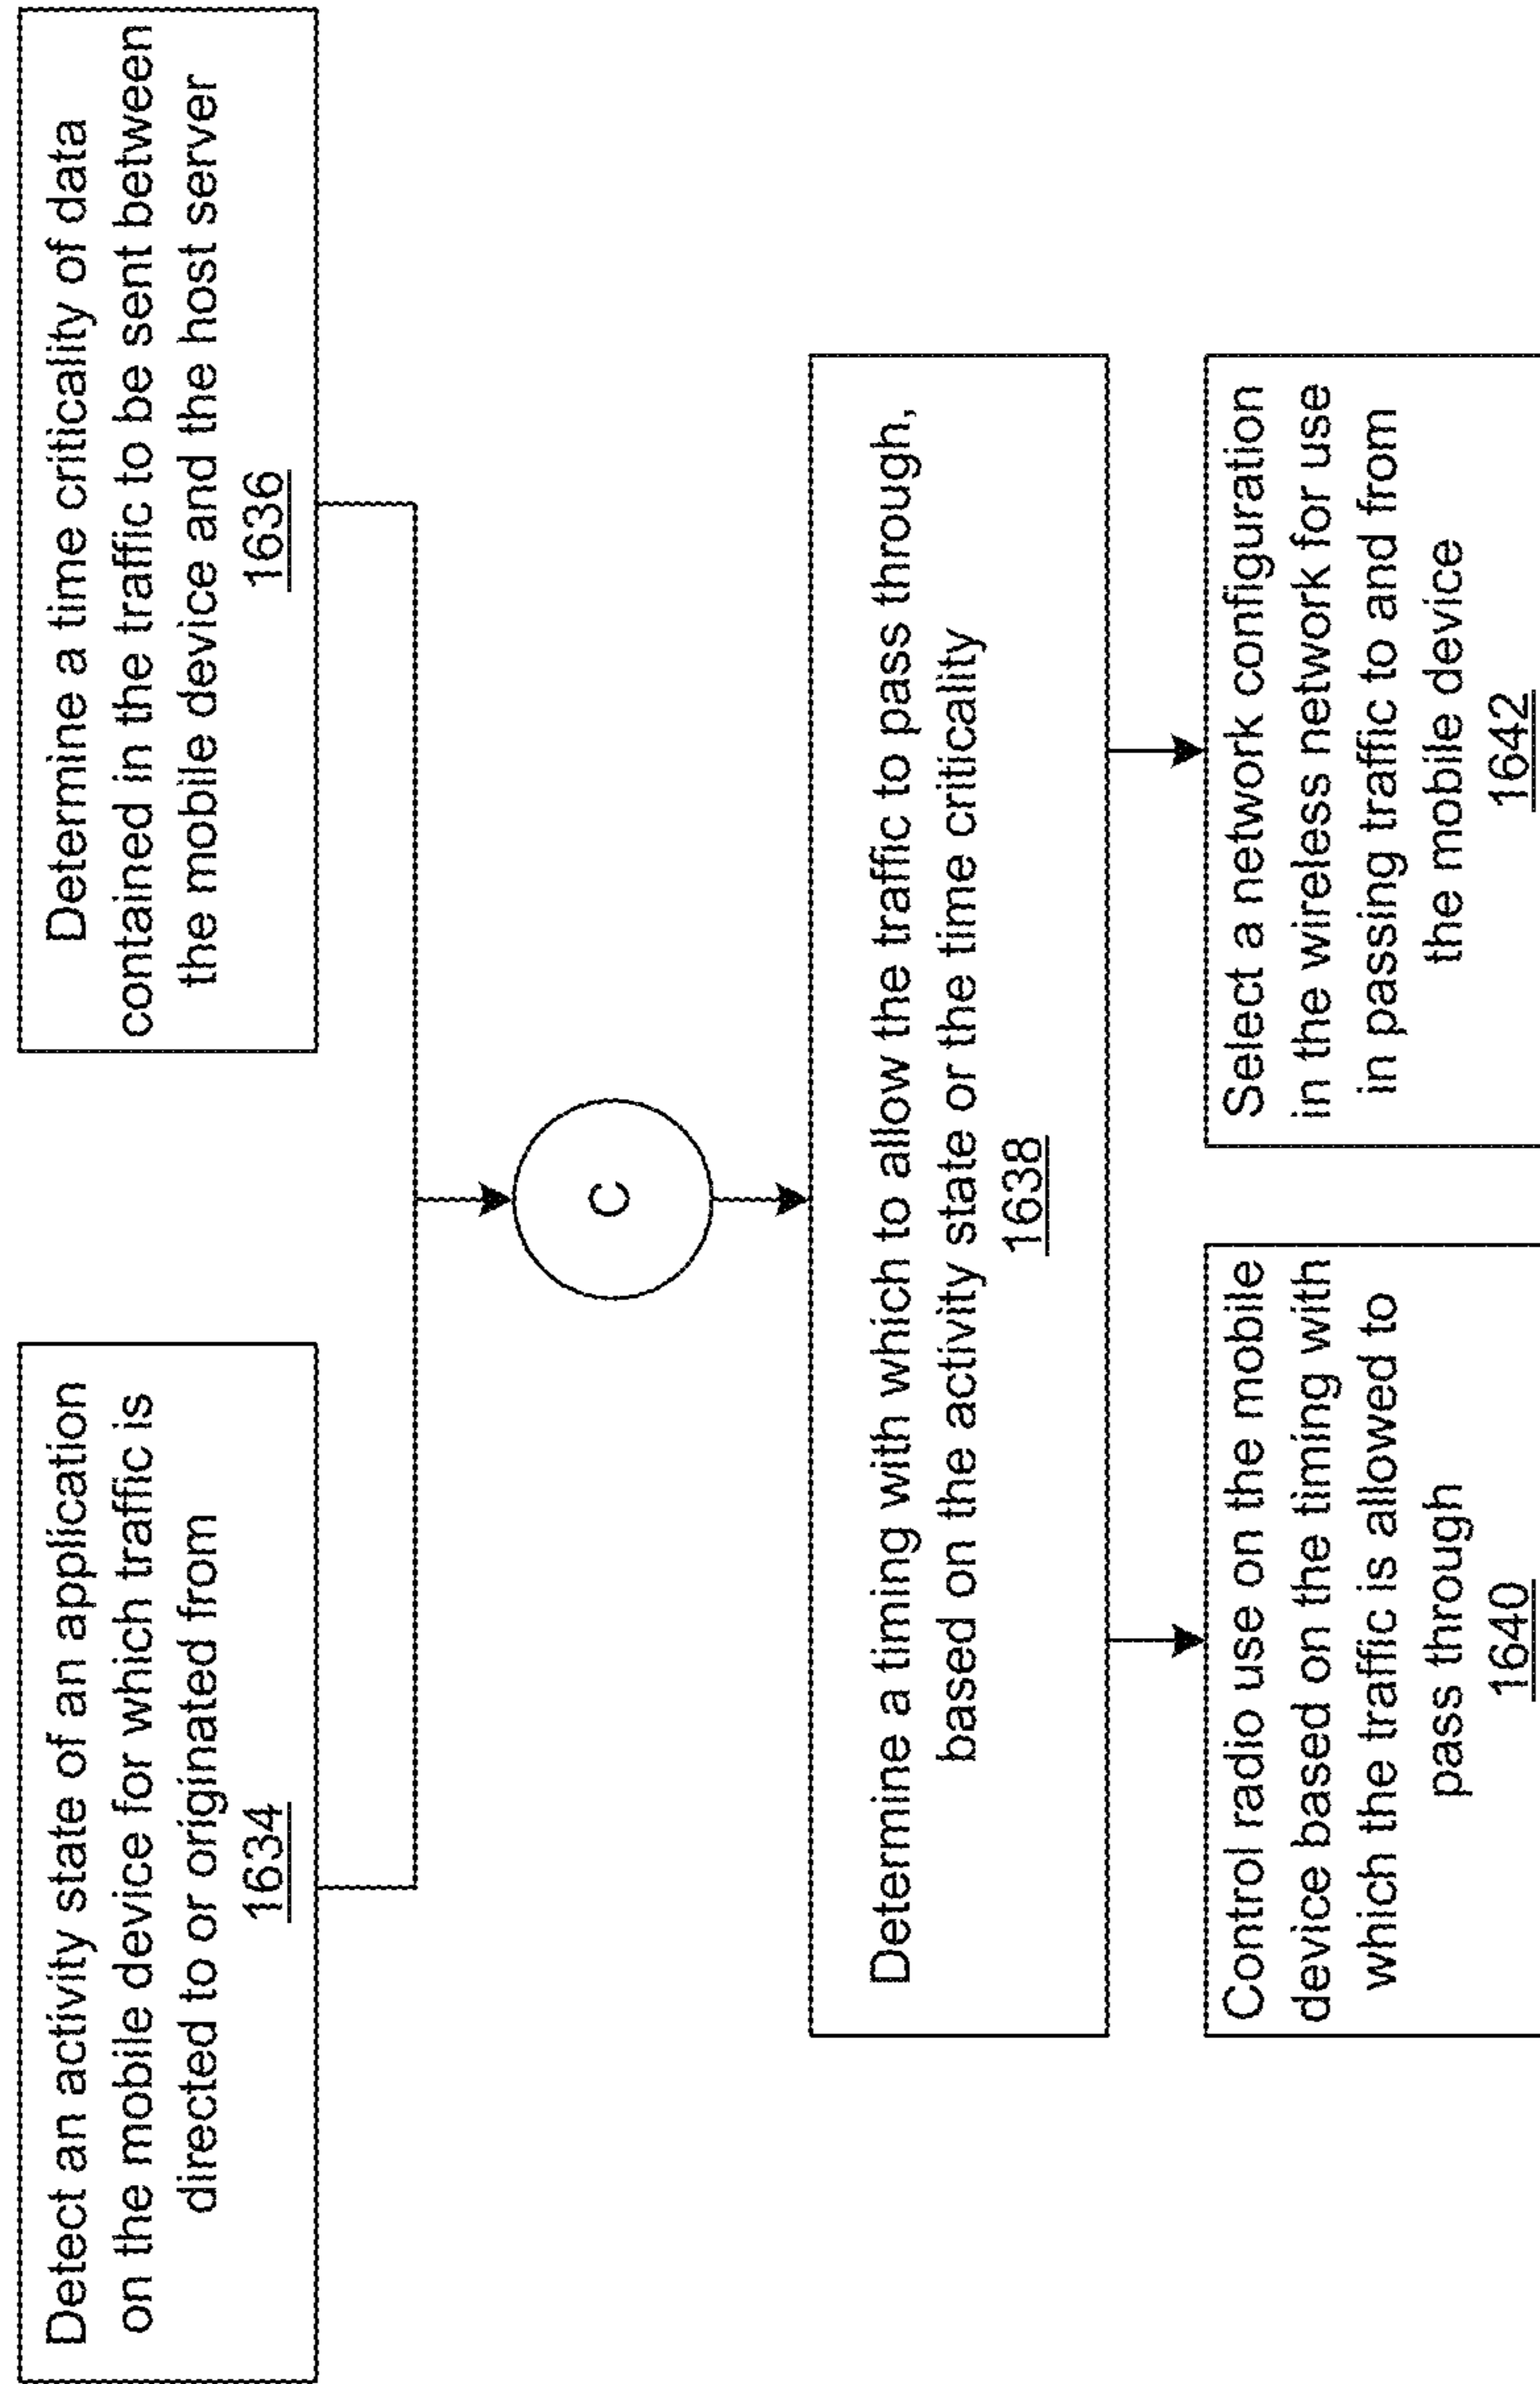 Detect an activity state of an application
on the mobile device for which traffic is
directed to or originated from
1634
Determine a time criticality of data
contained in the traffic to be sent between
the mobile device and the host server
1636
C
Determine a timing with which to allow the traffic to pass through,
based on the activity state or the time criticality
1638
Control radio use on the mobile
device based on the timing with
which the traffic is allowed to
pass through
1640
Select a network configuration
in the wireless network for use
in passing traffic to and from
the mobile device
1642